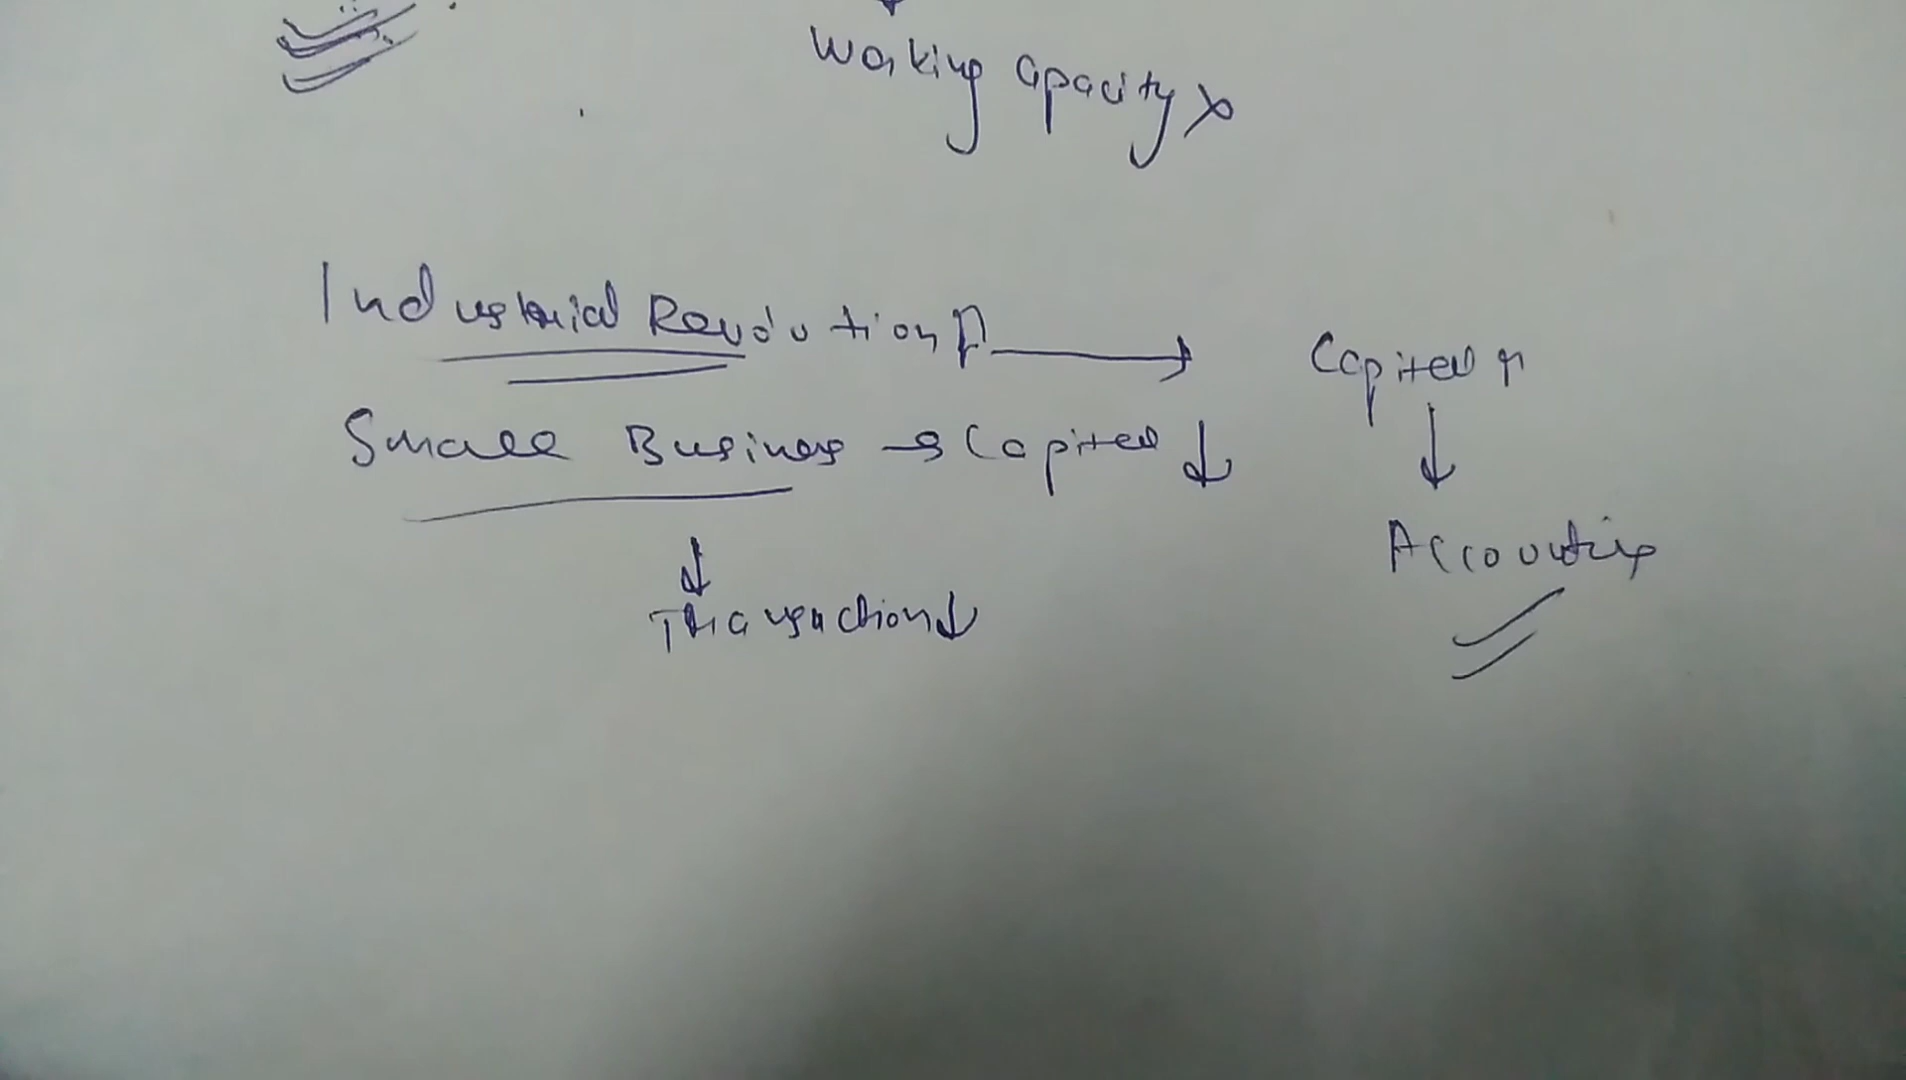 Working Capacity ×
Industrial Revolution ↑ → Capital ↑
Small Business → Capital ↓
↓
Accounting
↓
Transaction ↓